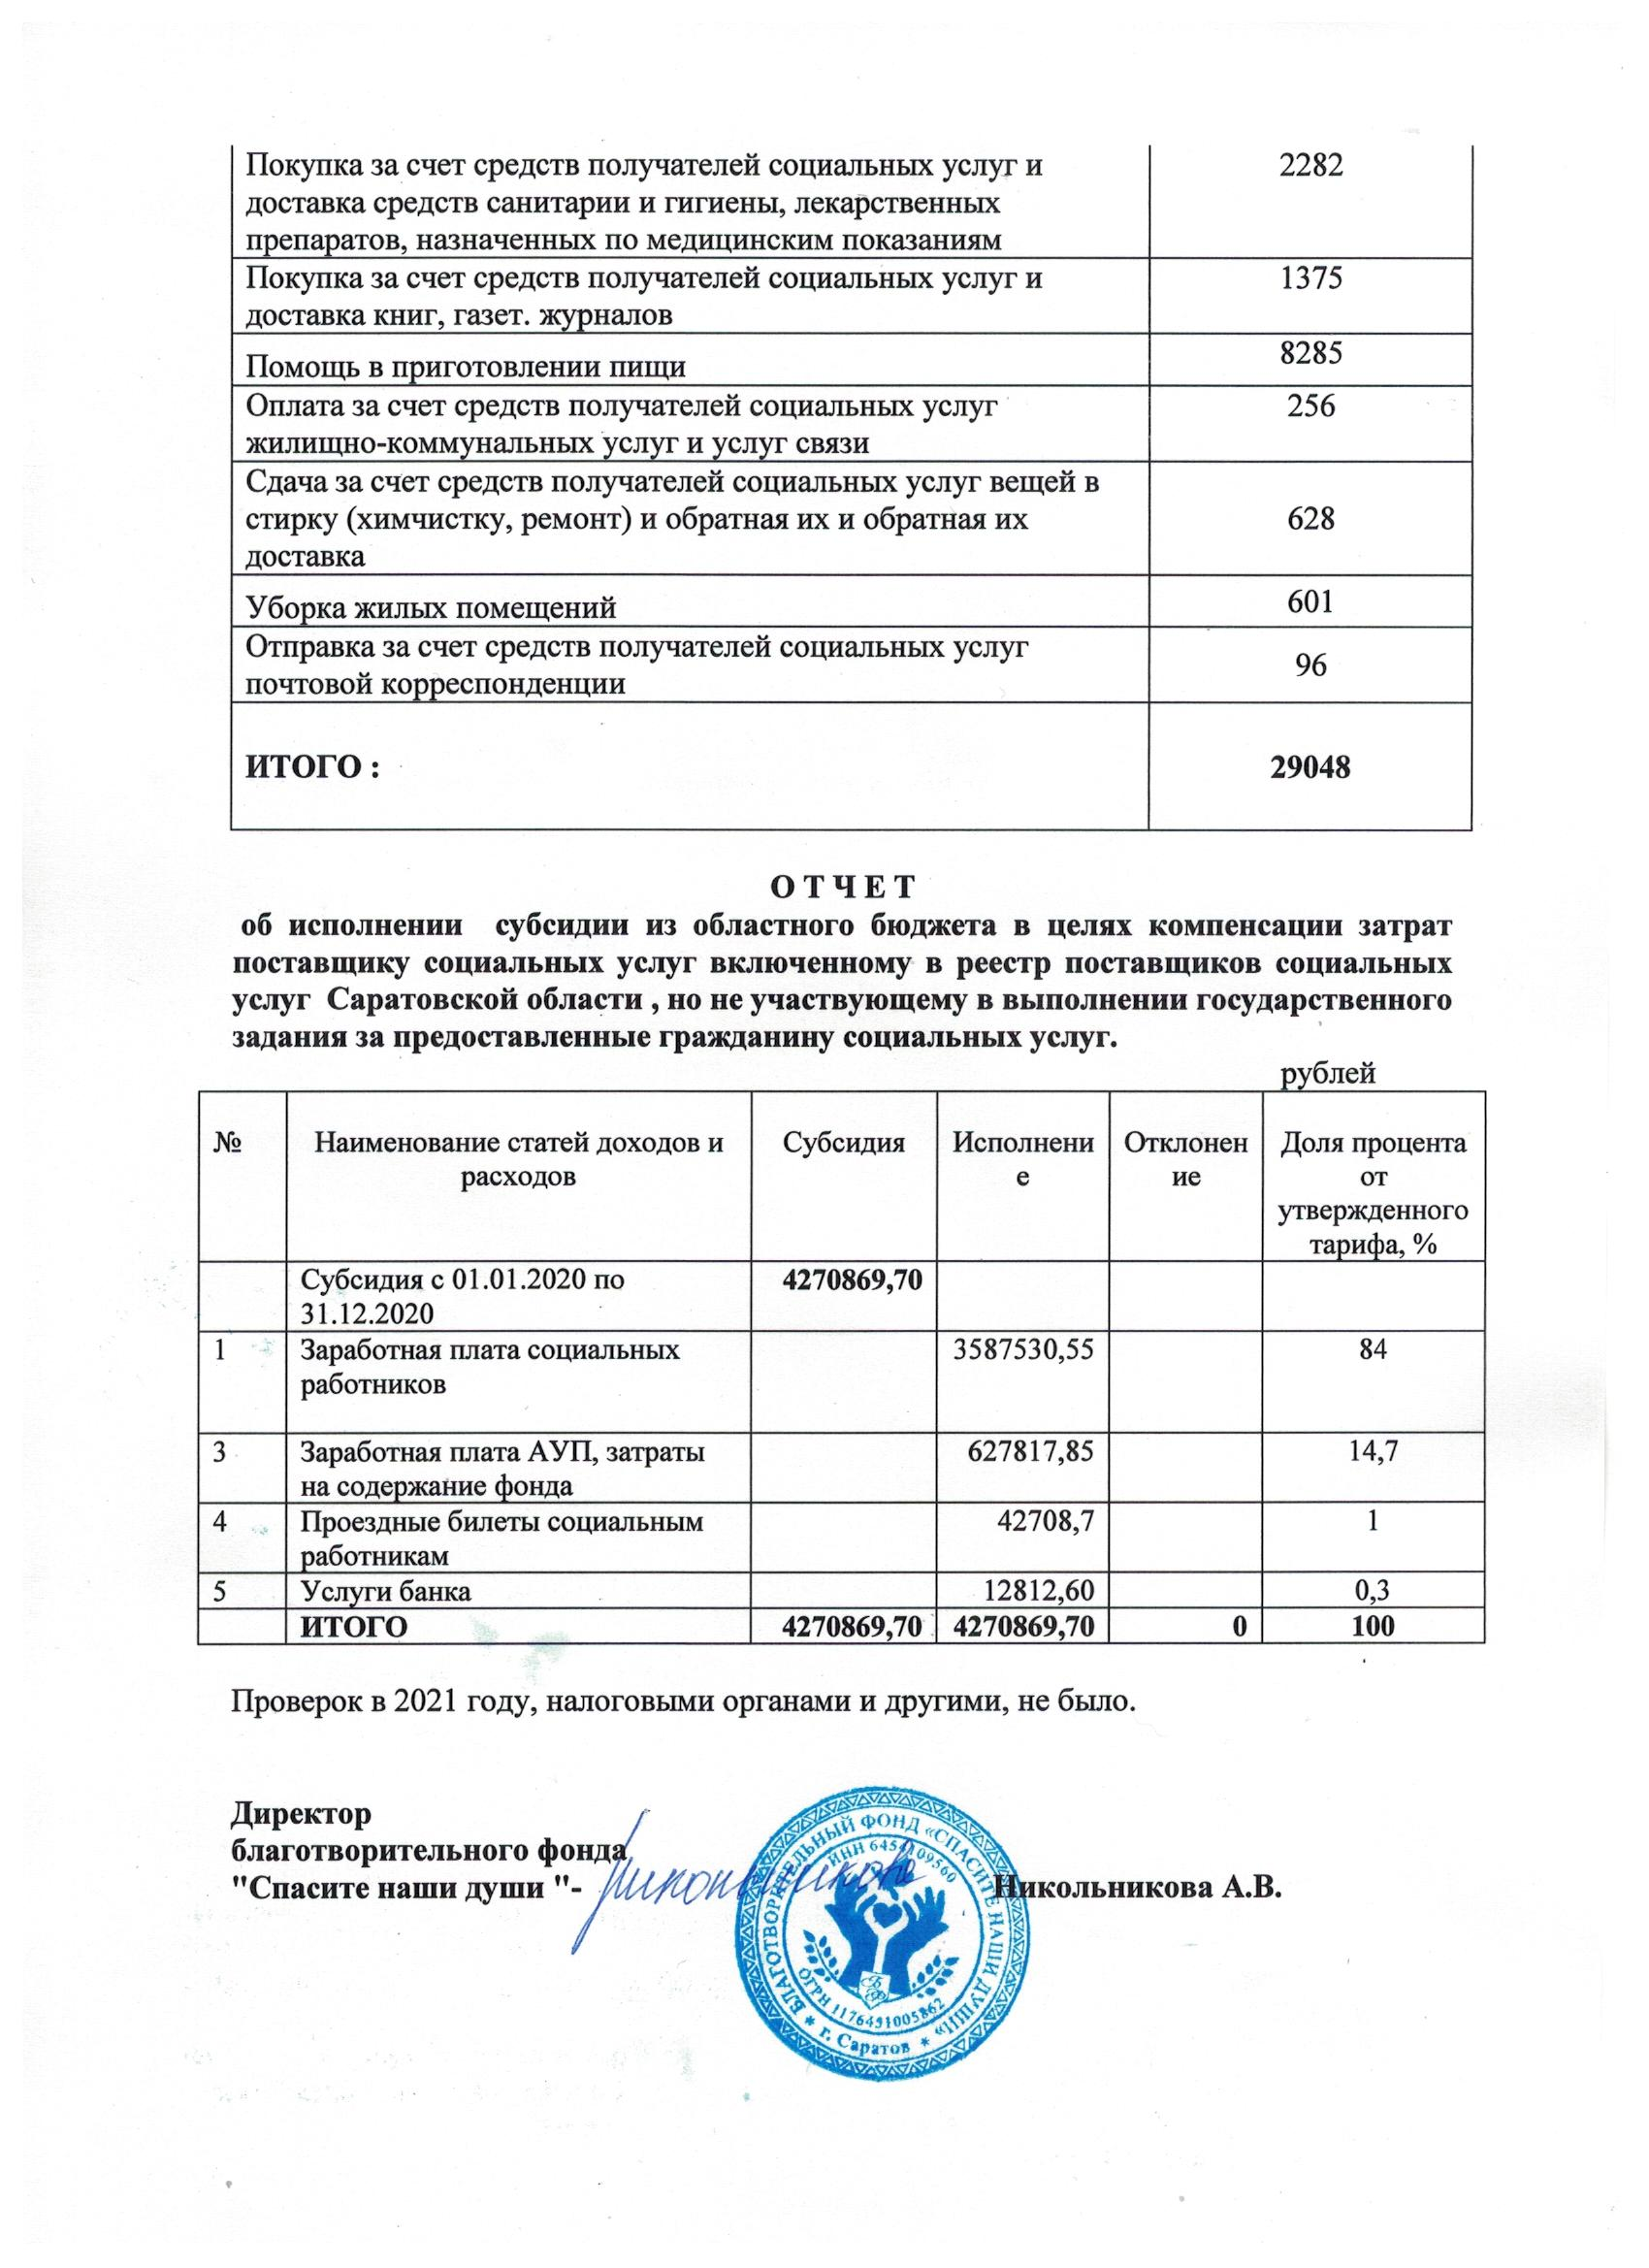 Покупка за счет средств получателей социальных услуг и
доставка средств санитарии и гигиены, лекарственных
препаратов, назначенных по медицинским показаниям
2282
Покупка за счет средств получателей социальных услуг и
доставка книг, газет. журналов
1375
Помощь в приготовлении пищи
8285
Оплата за счет средств получателей социальных услуг
жилищно-коммунальных услуг и услуг связи
256
Сдача за счет средств получателей социальных услуг вещей в
стирку (химчистку, ремонт) и обратная их и обратная их
доставка
628
Уборка жилых помещений
601
Отправка за счет средств получателей социальных услуг
почтовой корреспонденции
96
ИТОГО :
29048
О Т Ч Е Т
об исполнении субсидии из областного бюджета в целях компенсации затрат
поставщику социальных услуг включенному в реестр поставщиков социальных
услуг Саратовской области , но не участвующему в выполнении государственного
задания за предоставленные гражданину социальных услуг.
рублей
№
Наименование статей доходов и
расходов
Субсидия
Исполнени
е
Отклонен
ие
Доля процента
от
утвержденного
тарифа, %
Субсидия с 01.01.2020 по
31.12.2020
4270869,70
1
Заработная плата социальных
работников
3587530,55
84
3
Заработная плата АУП, затраты
на содержание фонда
627817,85
14,7
4
Проездные билеты социальным
работникам
42708,7
1
5
Услуги банка
12812,60
0,3
ИТОГО
4270869,70
4270869,70
0
100
Проверок в 2021 году, налоговыми органами и другими, не было.
Директор
благотворительного фонда
"Спасите наши души "-
Никольникова А.В.
БЛАГОТВОРИТЕЛЬНЫЙ ФОНД «СПАСИТЕ НАШИ ДУШИ»
* г. Саратов *
ИНН 6454109560
ОГРН 1176451005862